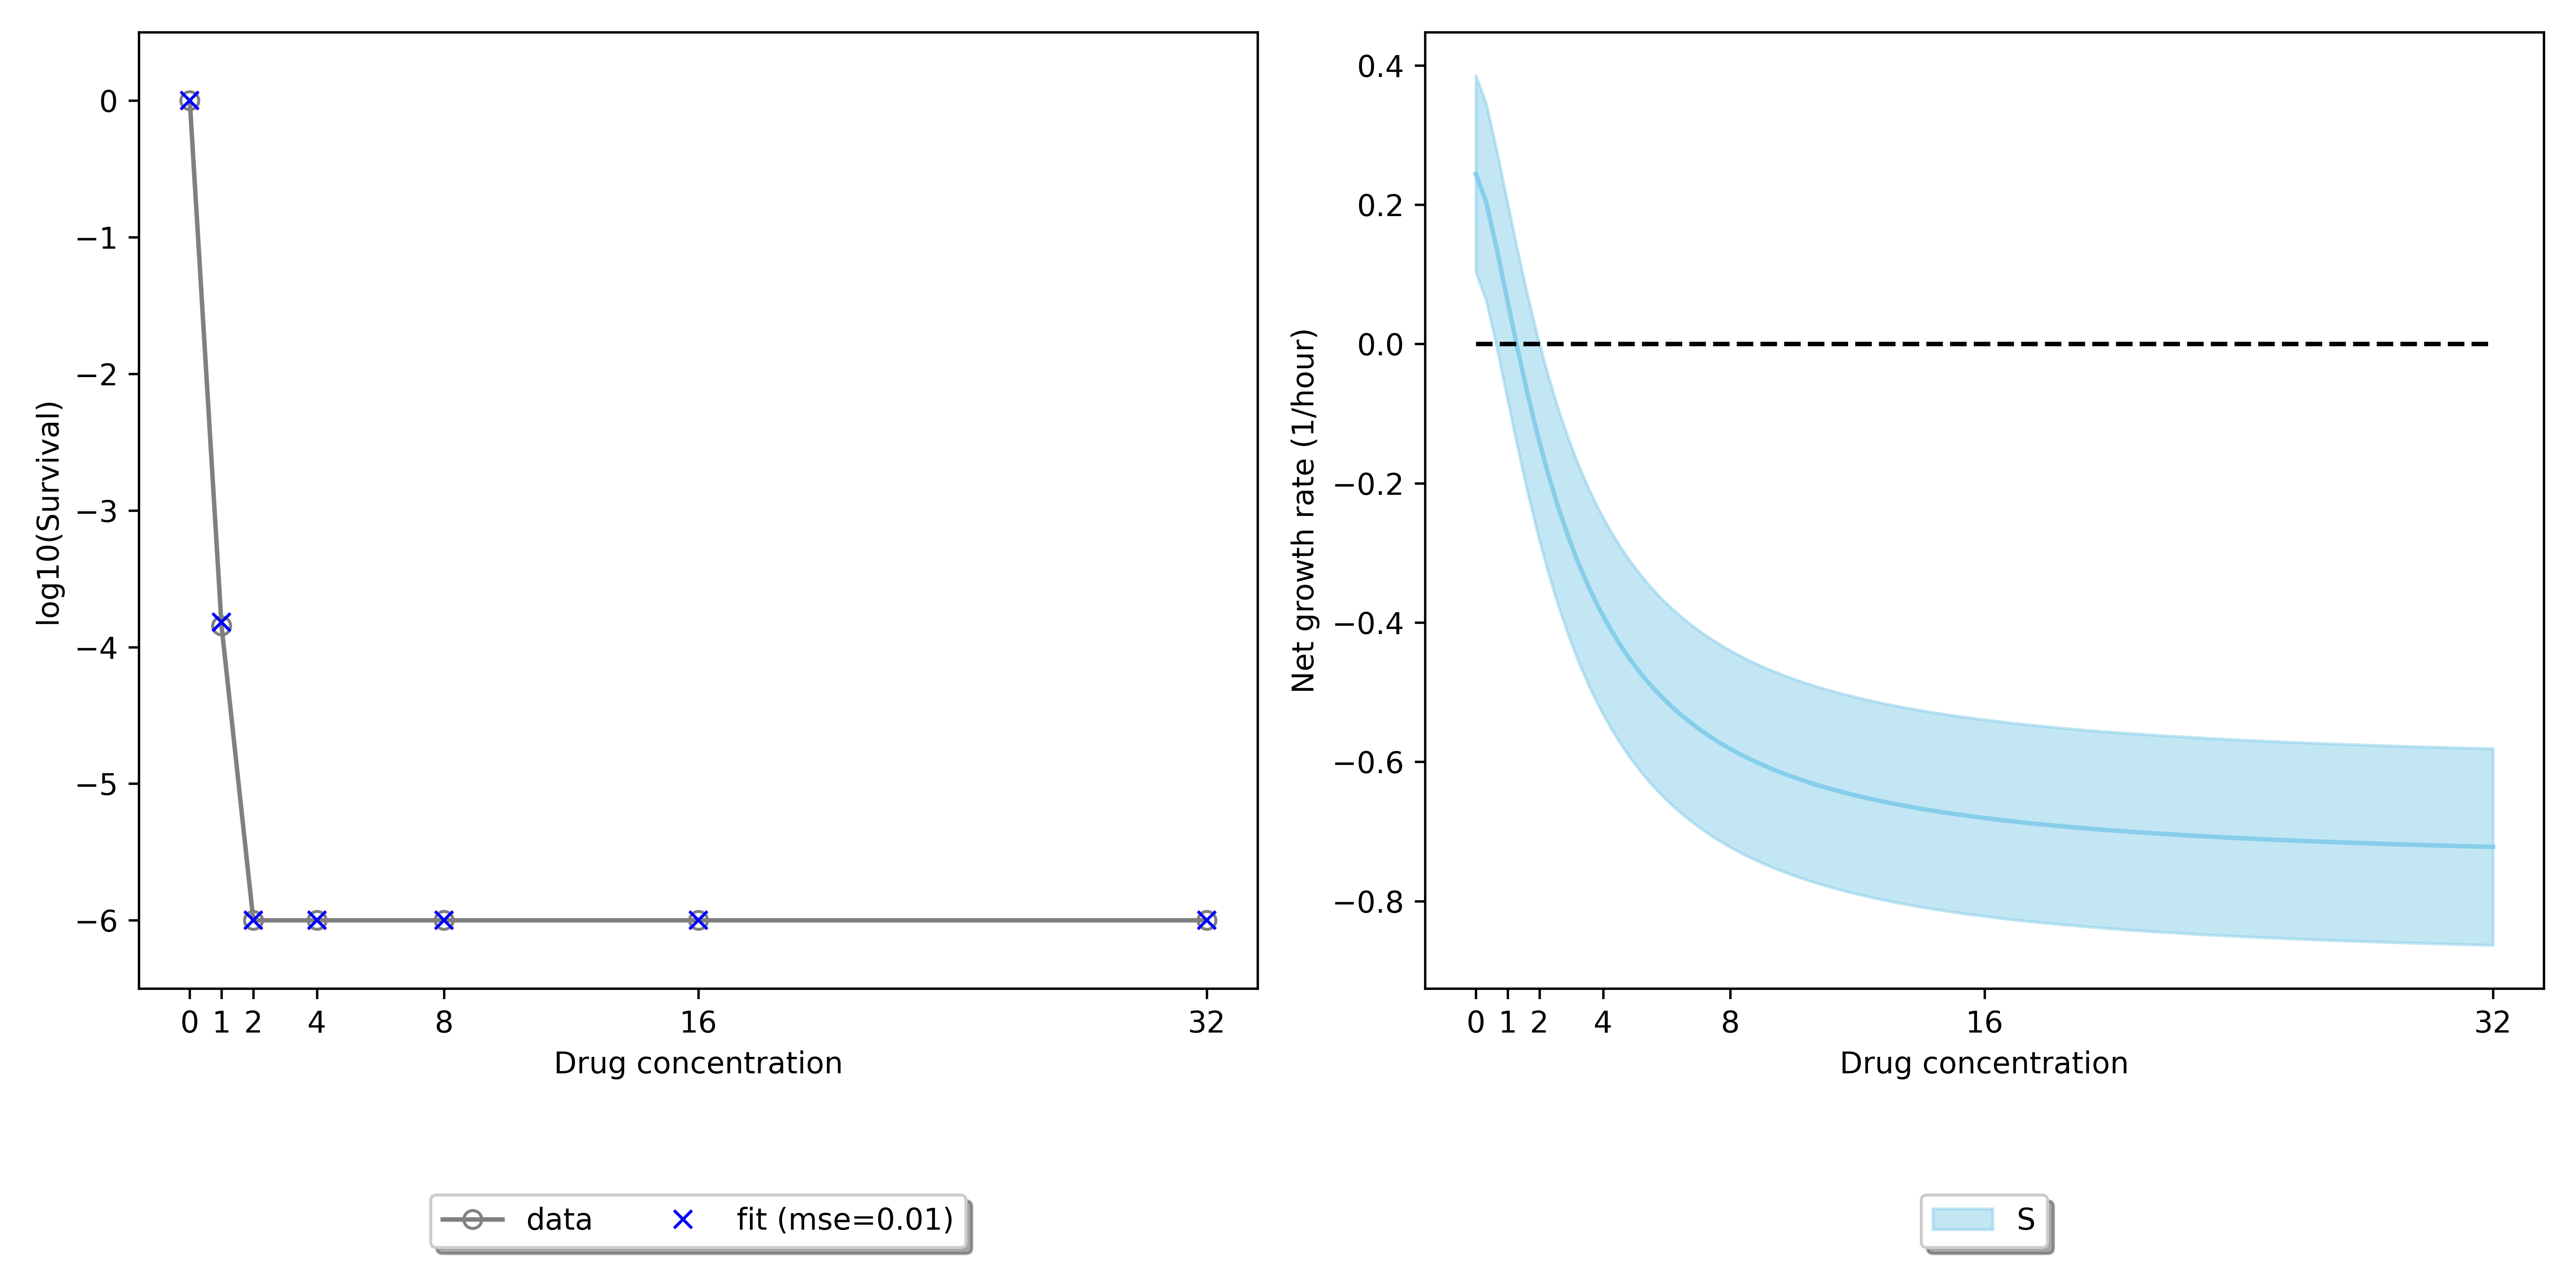 0
−1
−2
−3
−4
−5
−6
log10(Survival)
0 1 2 4 8 16 32
Drug concentration
data fit (mse=0.01)
0.4
0.2
0.0
−0.2
−0.4
−0.6
−0.8
Net growth rate (1/hour)
0 1 2 4 8 16 32
Drug concentration
S